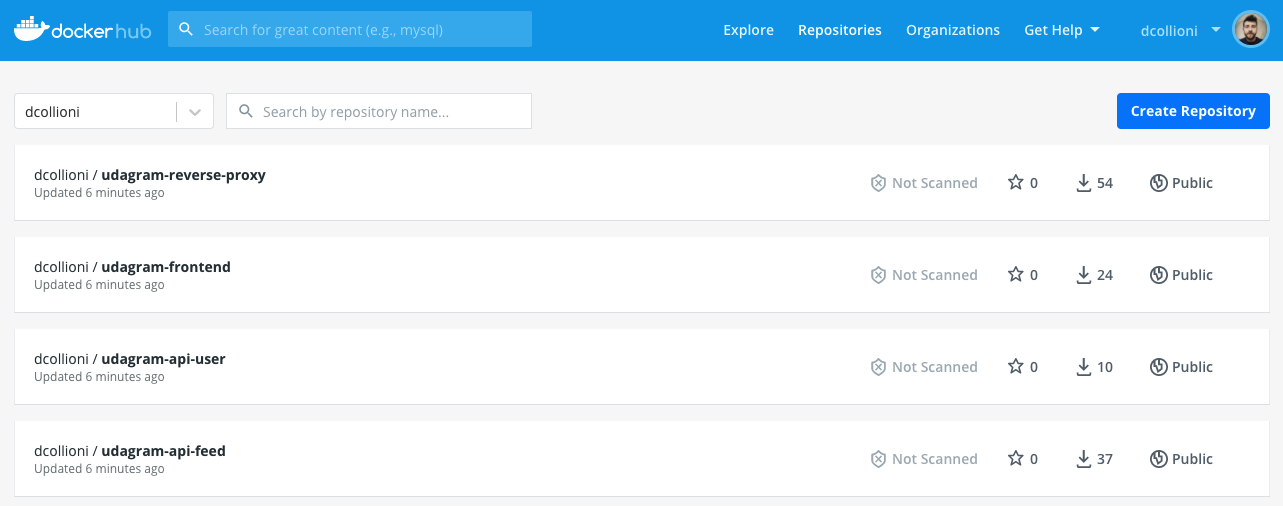 dockerhub Search for great content (e.g., mysql) Explore Repositories Organizations Get Help dcollioni
dcollioni Search by repository name... Create Repository
dcollioni / udagram-reverse-proxy
Updated 6 minutes ago
Not Scanned 0 54 Public
dcollioni / udagram-frontend
Updated 6 minutes ago
Not Scanned 0 24 Public
dcollioni / udagram-api-user
Updated 6 minutes ago
Not Scanned 0 10 Public
dcollioni / udagram-api-feed
Updated 6 minutes ago
Not Scanned 0 37 Public